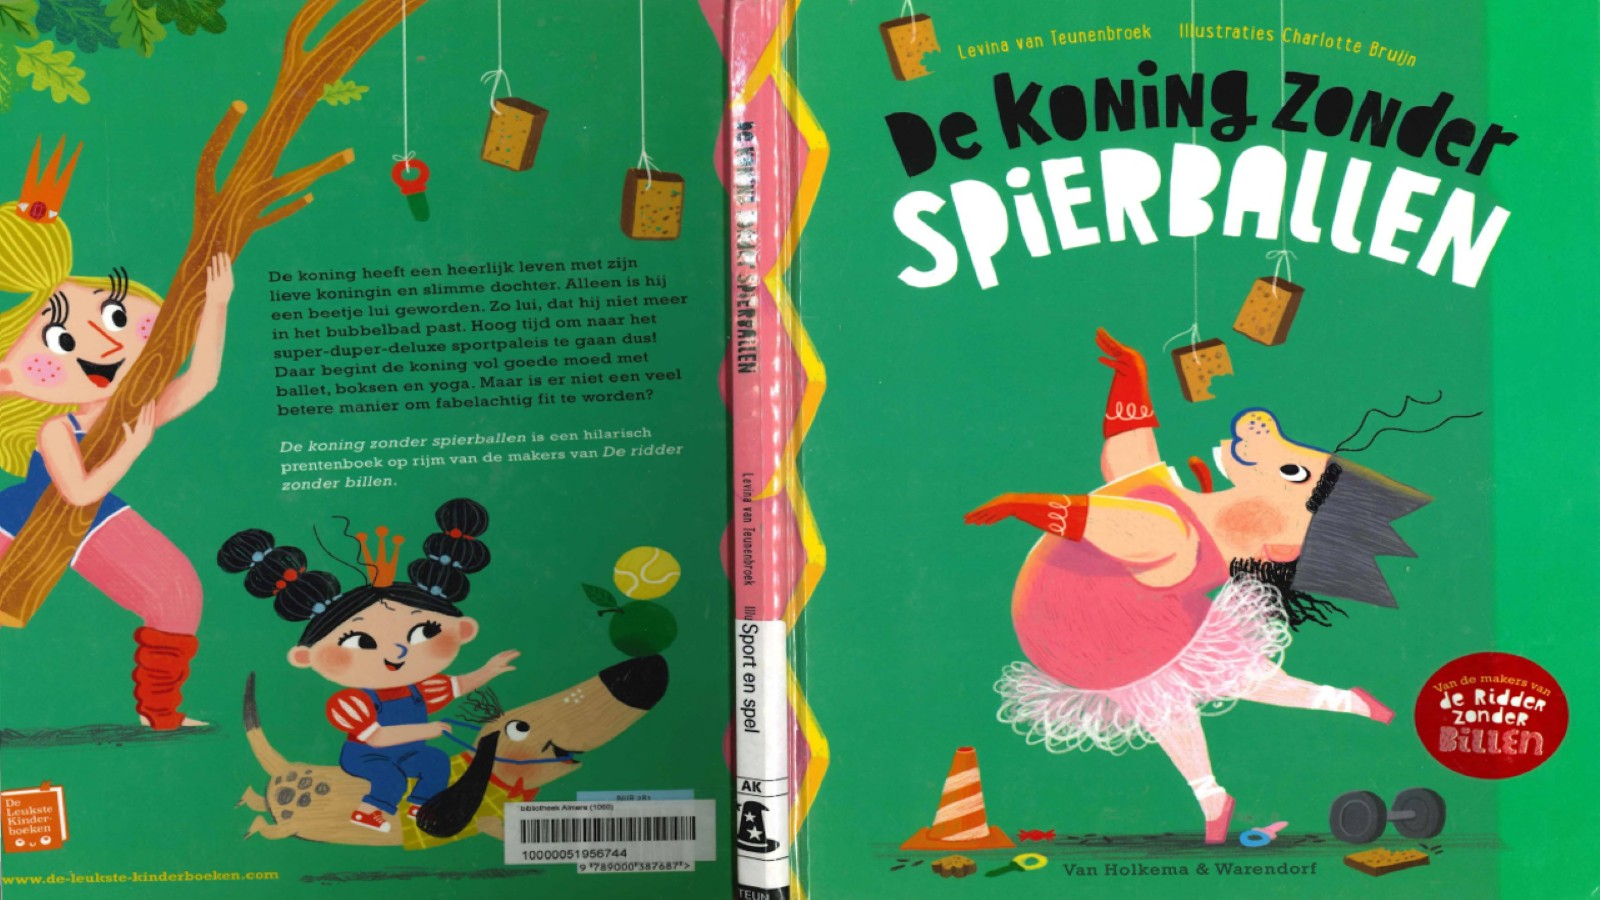 De koning heeft een heerlijk leven met zijn
lieve koningin en slimme dochter. Alleen is hij
een beetje lui geworden. Zo lui, dat hij niet meer
in het bubbelbad past. Hoog tijd om naar het
super-duper-deluxe sportpaleis te gaan dus!
Daar begint de koning vol goede moed met
ballet, boksen en yoga. Maar is er niet een veel
betere manier om fabelachtig fit te worden?
De koning zonder spierballen is een hilarisch
prentenboek op rijm van de makers van De ridder
zonder billen.
De
Leukste
Kinder-
boeken
www.de-leukste-kinderboeken.com
bibliotheek Almere (1060)
10000051956744
9 789000 387687>
SPIERBALLEN
Levina van Teunenbroek Illu
Sport en spel
AK
TEUN
Levina van Teunenbroek Illustraties Charlotte Bruijn
De KONING ZONder
SPiERBALLEN
Van de makers van
de RiDDER
ZONDER
BiLLEN
Van Holkema & Warendorf